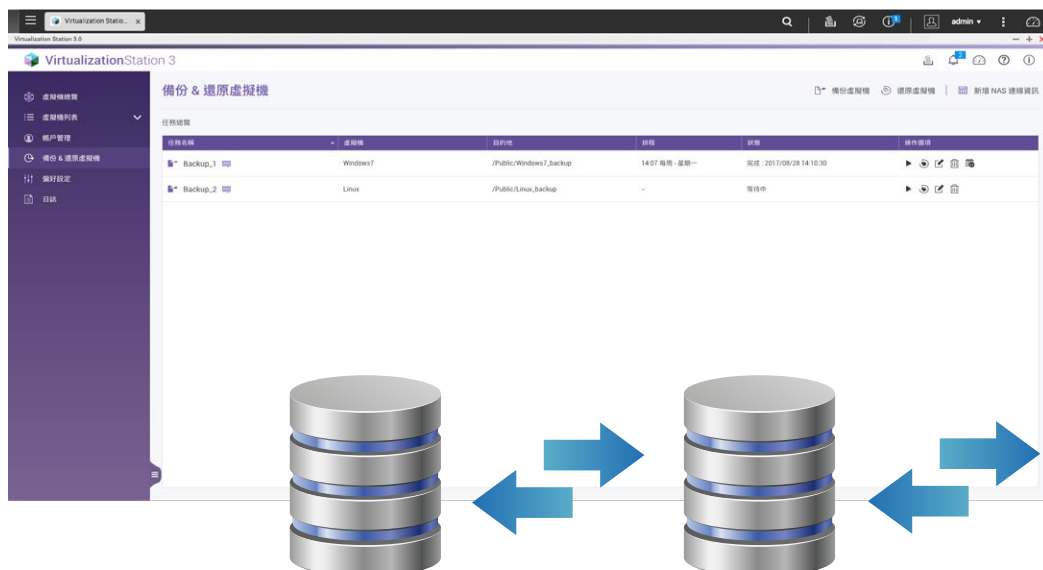 Virtualization Statio... ×
1
admin
Virtualization Station 3.0
VirtualizationStation 3
2
備份 & 還原虛擬機
備份虛擬機 還原虛擬機 新增 NAS 連線資訊
虛擬機總覽
虛擬機列表
帳戶管理
備份 & 還原虛擬機
偏好設定
日誌
任務總覽
任務名稱 虛擬機 目的地 排程 狀態 操作選項
Backup_1 Windows7 /Public/Windows7_backup 14:07 每周 - 星期一 完成 : 2017/08/28 14:10:30
Backup_2 Linux /Public/Linux_backup -- 等待中